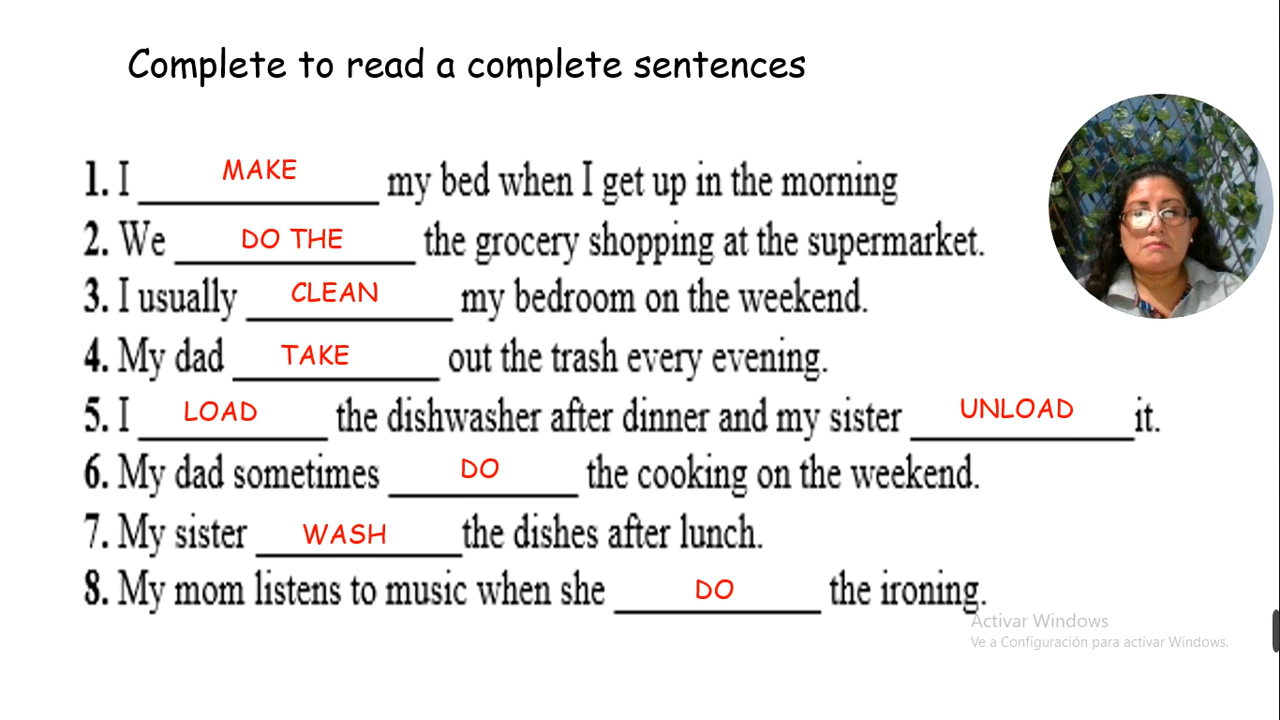 Complete to read a complete sentences
1. I MAKE my bed when I get up in the morning
2. We DO THE the grocery shopping at the supermarket.
3. I usually CLEAN my bedroom on the weekend.
4. My dad TAKE out the trash every evening.
5. I LOAD the dishwasher after dinner and my sister UNLOAD it.
6. My dad sometimes DO the cooking on the weekend.
7. My sister WASH the dishes after lunch.
8. My mom listens to music when she DO the ironing.
Activar Windows
Ve a Configuración para activar Windows.